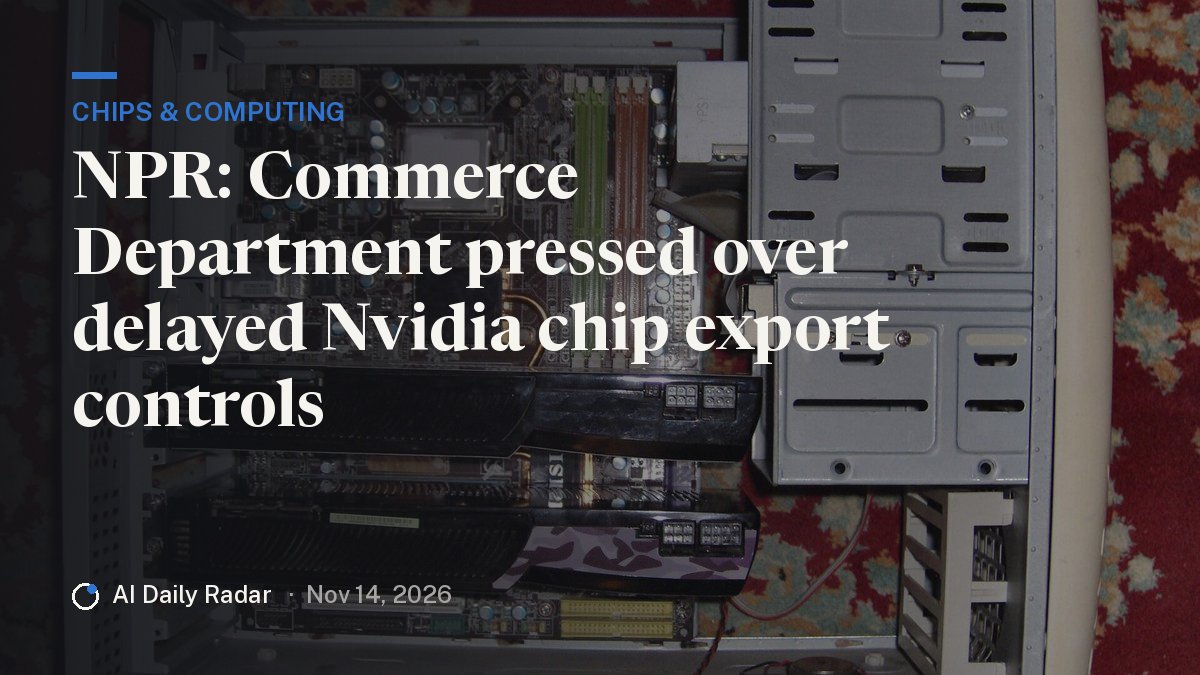 CHIPS & COMPUTING
NPR: Commerce
Department pressed over
delayed Nvidia chip export
controls
AI Daily Radar · Nov 14, 2026